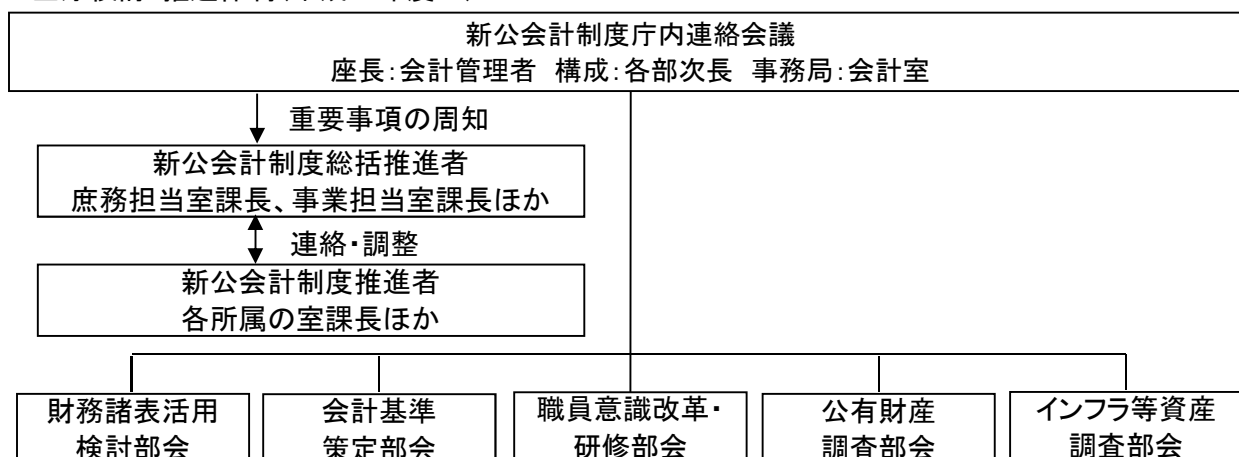 新公会計制度庁内連絡会議
座長：会計管理者 構成：各部次長 事務局：会計室
重要事項の周知
新公会計制度総括推進者
庶務担当室課長、事業担当室課長ほか
連絡・調整
新公会計制度推進者
各所属の室課長ほか
財務諸表活用
検討部会
会計基準
策定部会
職員意識改革・
研修部会
公有財産
調査部会
インフラ等資産
調査部会